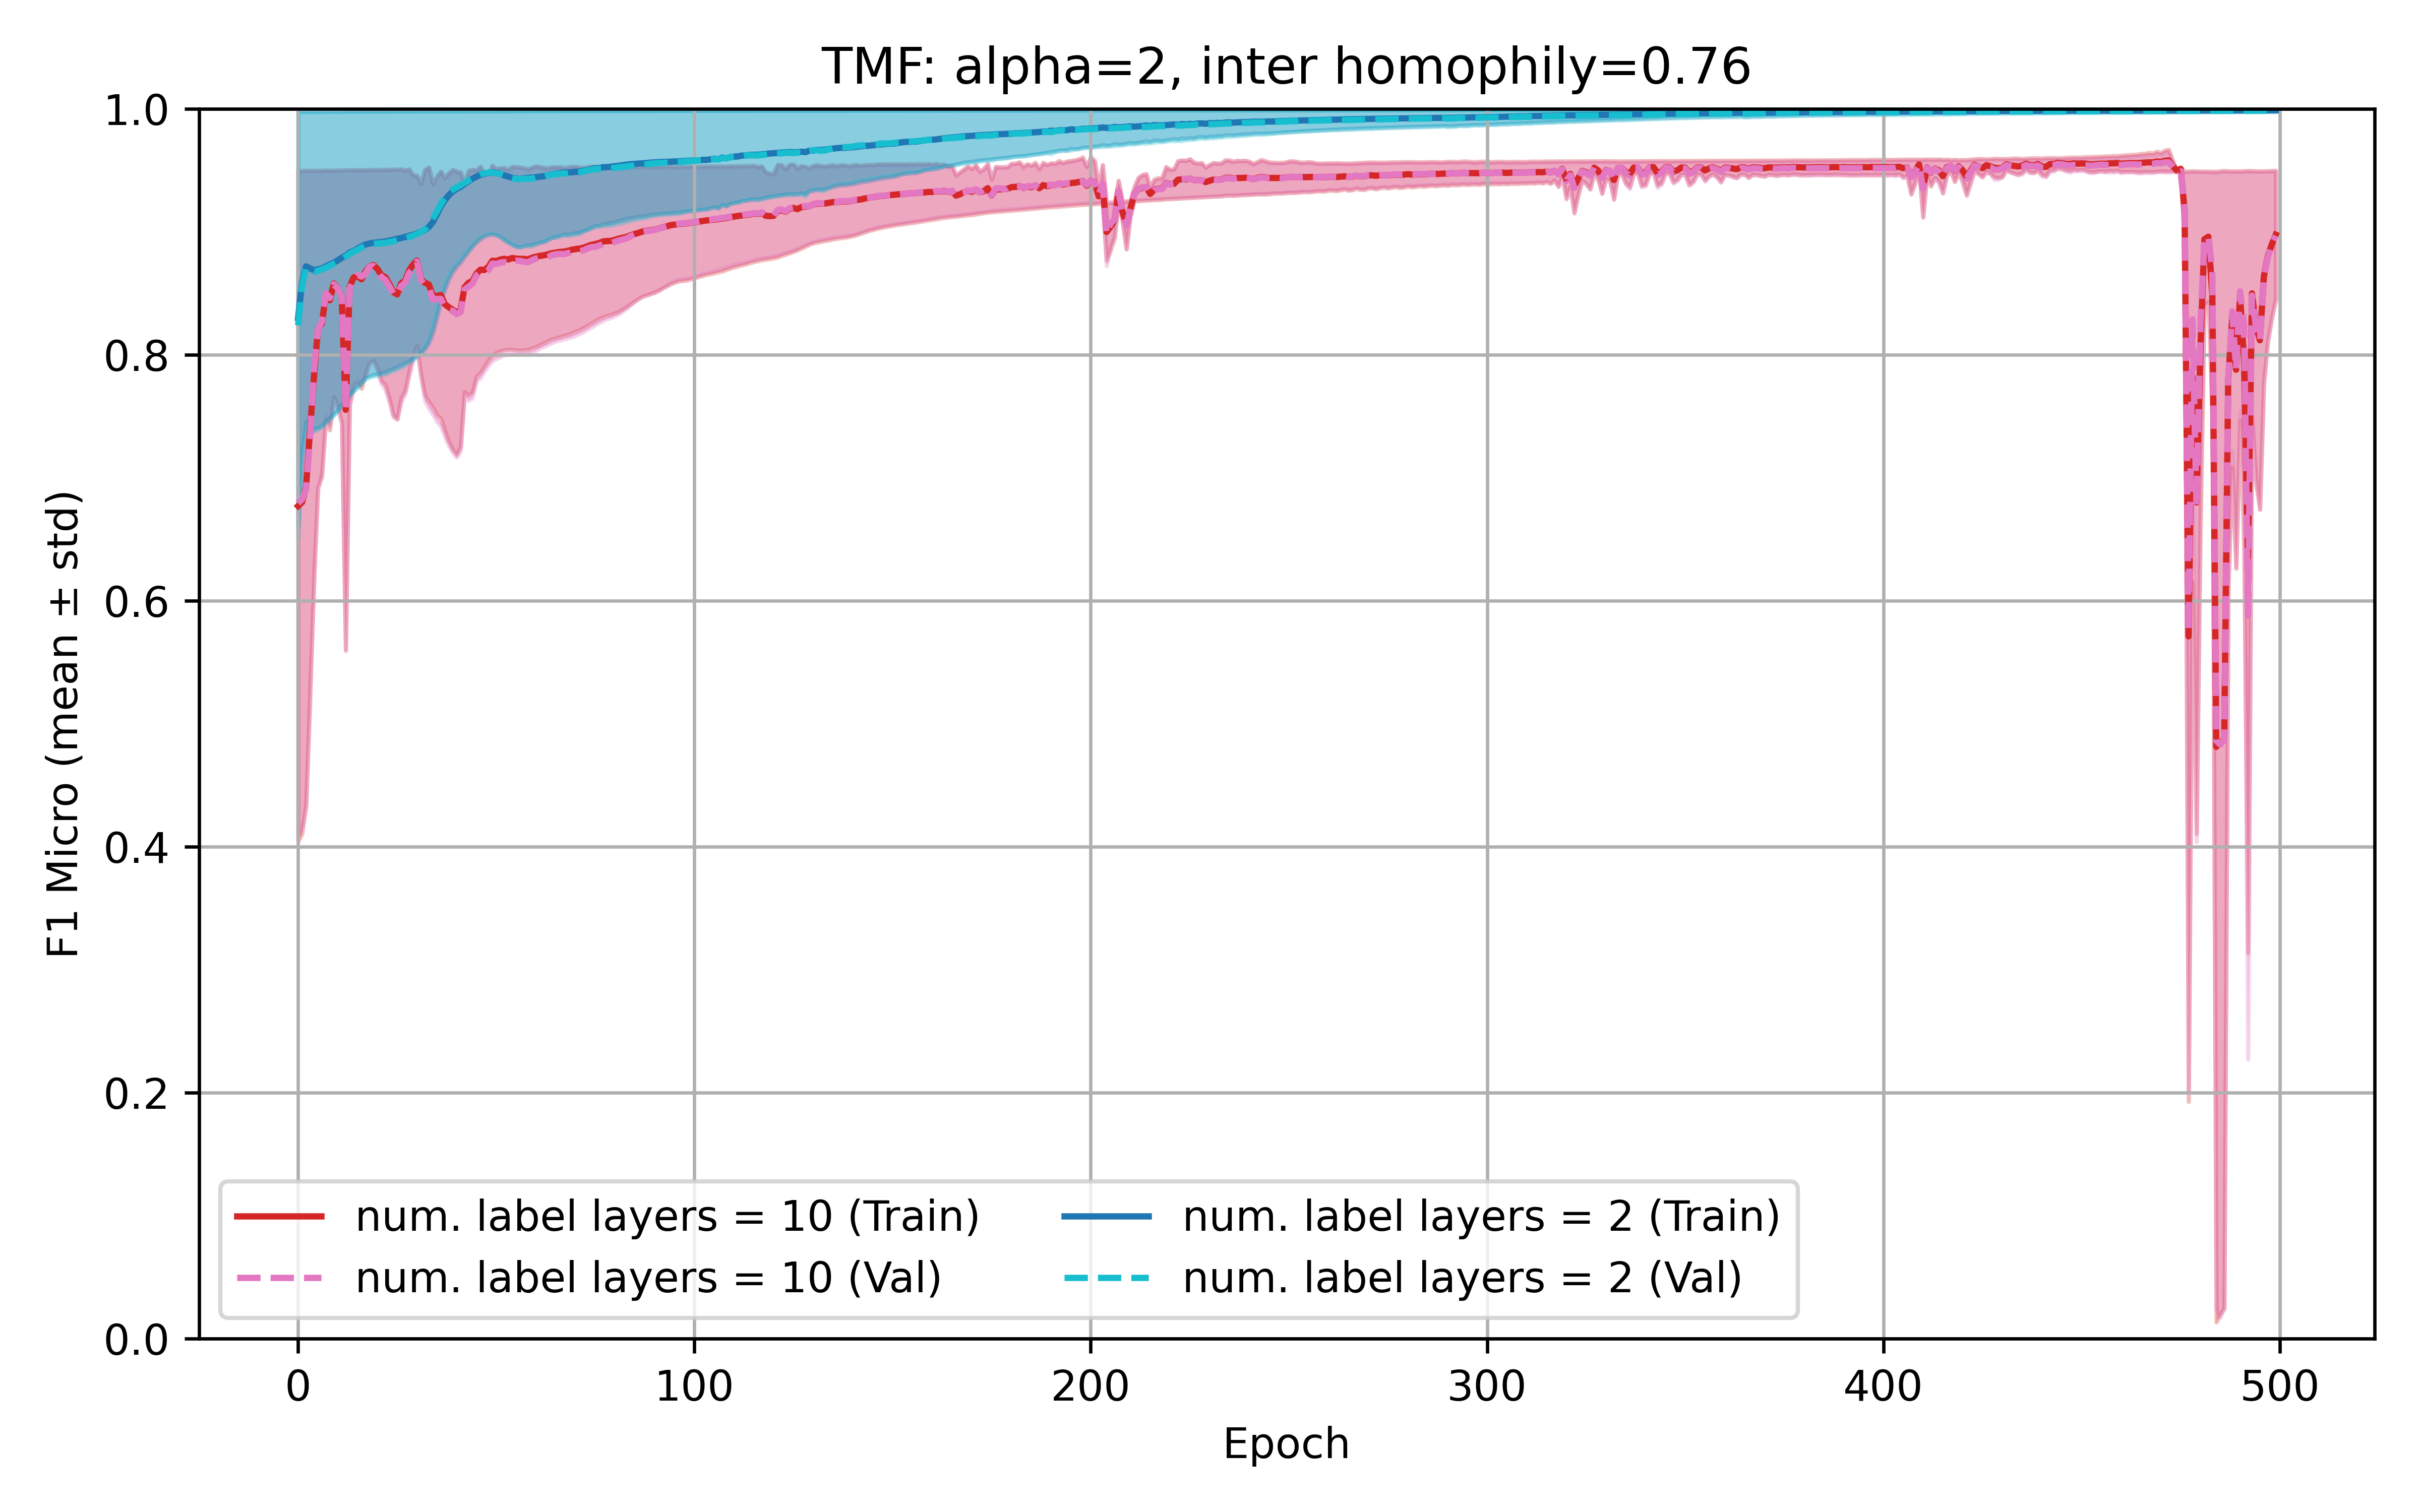 TMF: alpha=2, inter homophily=0.76
1.0
0.8
0.6
0.4
0.2
0.0
F1 Micro (mean ± std)
num. label layers = 10 (Train)
num. label layers = 10 (Val)
num. label layers = 2 (Train)
num. label layers = 2 (Val)
0 100 200 300 400 500
Epoch